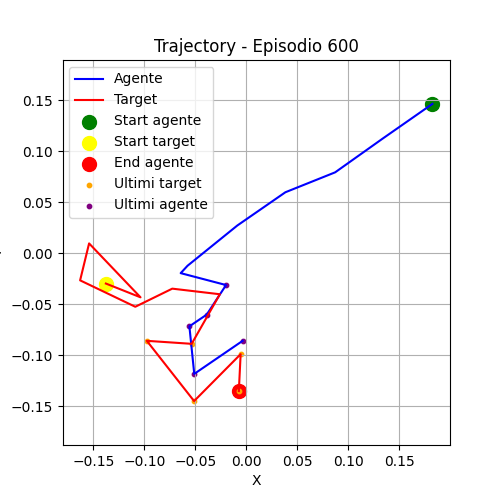 Trajectory - Episodio 600
Agente
Target
Start agente
Start target
End agente
Ultimi target
Ultimi agente
0.15
0.10
0.05
0.00
−0.05
−0.10
−0.15
−0.15 −0.10 −0.05 0.00 0.05 0.10 0.15
X